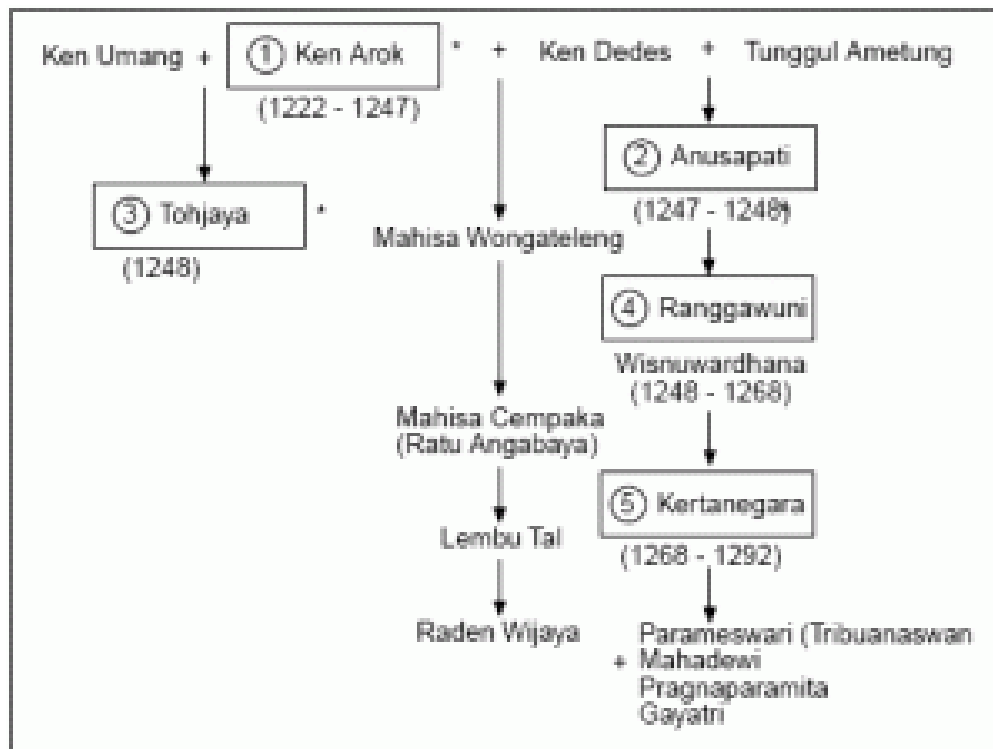 Ken Umang + ① Ken Arok * + Ken Dedes + Tunggul Ametung
(1222 - 1247)
② Anusapati
③ Tohjaya *
(1247 - 1248)
Mahisa Wongateleng
(1248)
④ Ranggawuni
Wisnuwardhana
(1248 - 1268)
Mahisa Cempaka
(Ratu Angabaya)
⑤ Kertanegara
Lembu Tal
(1268 - 1292)
Raden Wijaya
Parameswari (Tribuanaswan
+ Mahadewi
Pragnaparamita
Gayatri